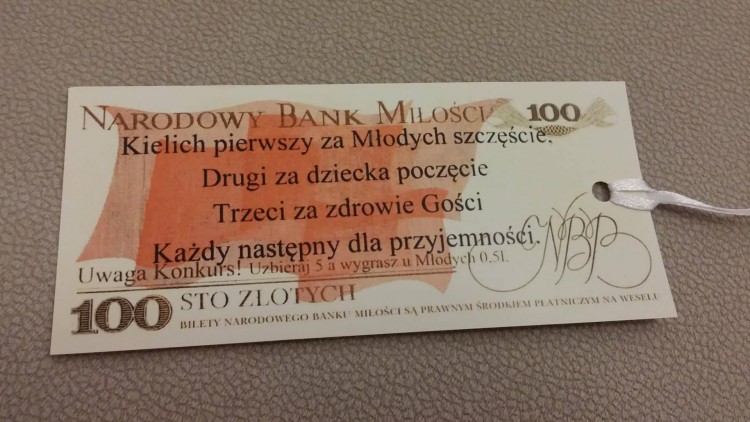 NARODOWY BANK MIŁOŚCI 100
Kielich pierwszy za Młodych szczęście.
Drugi za dziecka poczęcie
Trzeci za zdrowie Gości
Każdy następny dla przyjemności.
NBP
Uwaga Konkurs! Uzbieraj 5 a wygrasz u Młodych 0,5l.
100 STO ZŁOTYCH
BILETY NARODOWEGO BANKU MIŁOŚCI SĄ PRAWNYM ŚRODKIEM PŁATNICZYM NA WESELU